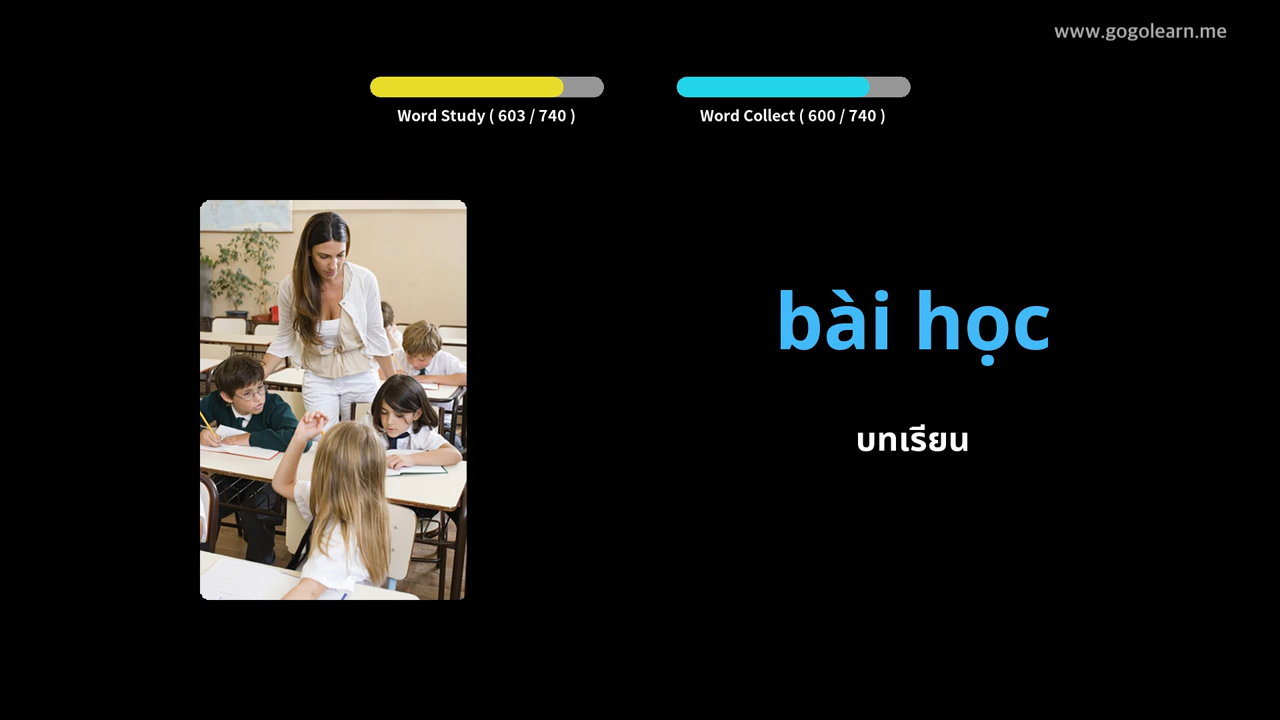 www.gogolearn.me
Word Study ( 603 / 740 )
Word Collect ( 600 / 740 )
bài học
บทเรียน